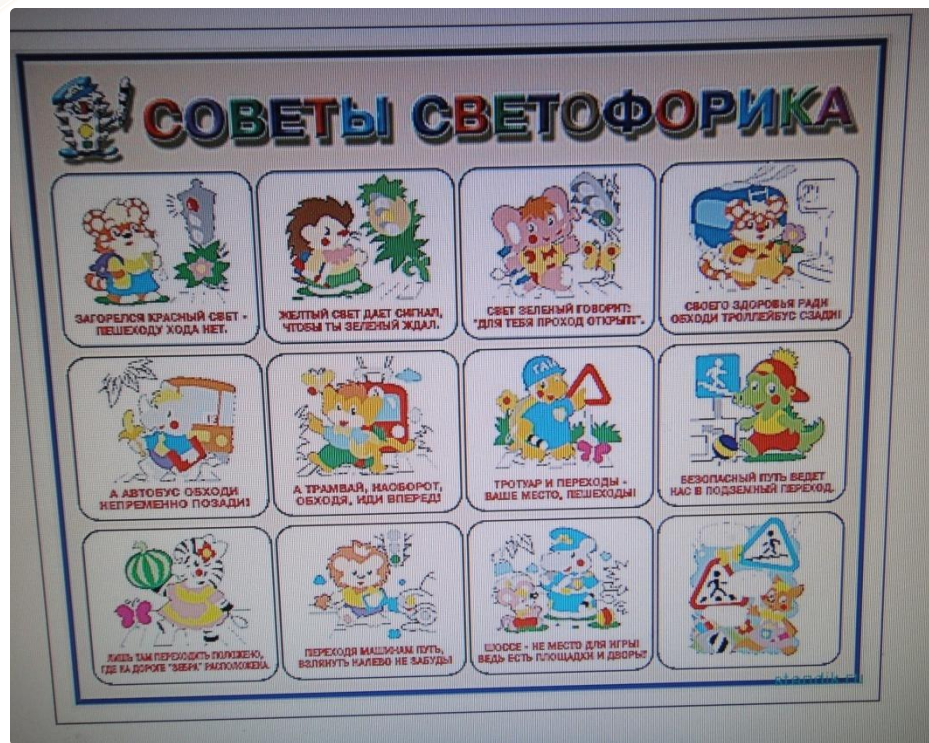 СОВЕТЫ СВЕТОФОРИКА
ЗАГОРЕЛСЯ КРАСНЫЙ СВЕТ -
ПЕШЕХОДУ ХОДА НЕТ.
ЖЕЛТЫЙ СВЕТ ДАЕТ СИГНАЛ,
ЧТОБЫ ТЫ ЗЕЛЕНЫЙ ЖДАЛ.
СВЕТ ЗЕЛЕНЫЙ ГОВОРИТ:
"ДЛЯ ТЕБЯ ПРОХОД ОТКРЫТ!".
СВОЕГО ЗДОРОВЬЯ РАДИ
ОБХОДИ ТРОЛЛЕЙБУС СЗАДИ!
А АВТОБУС ОБХОДИ
НЕПРЕМЕННО ПОЗАДИ!
А ТРАМВАЙ, НАОБОРОТ,
ОБХОДЯ, ИДИ ВПЕРЕД!
ГАИ
ТРОТУАР И ПЕРЕХОДЫ -
ВАШЕ МЕСТО, ПЕШЕХОДЫ!
БЕЗОПАСНЫЙ ПУТЬ ВЕДЕТ
НАС В ПОДЗЕМНЫЙ ПЕРЕХОД.
ЛИШЬ ТАМ ПЕРЕХОДИТЬ ПОЛОЖЕНО,
ГДЕ НА ДОРОГЕ "ЗЕБРА" РАСПОЛОЖЕНА.
ПЕРЕХОДЯ МАШИНАМ ПУТЬ,
ВЗГЛЯНУТЬ НАЛЕВО НЕ ЗАБУДЬ!
ШОССЕ - НЕ МЕСТО ДЛЯ ИГРЫ!
ВЕДЬ ЕСТЬ ПЛОЩАДКИ И ДВОРЫ?
stendik.ru